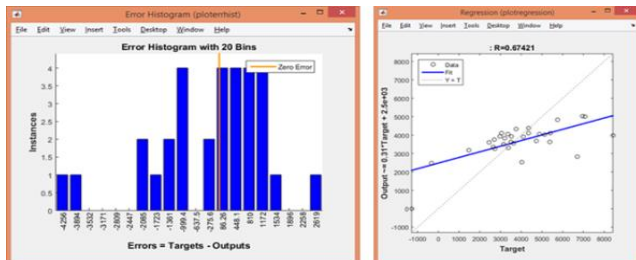 Error Histogram (ploterrhist)
File Edit View Insert Tools Desktop Window Help
Error Histogram with 20 Bins
Zero Error
4
3.5
3
2.5
2
1.5
1
0.5
0
Instances
-4256
-3894
-3532
-3171
-2809
-2447
-2085
-1723
-1361
-999.4
-637.5
-275.6
86.26
448.1
810
1172
1534
1896
2258
2619
Errors = Targets - Outputs
Regression (plotregression)
File Edit View Insert Tools Desktop Window Help
: R=0.67421
Data
Fit
Y = T
8000
7000
6000
5000
4000
3000
2000
1000
0
-1000
Output ~= 0.31*Target + 2.5e+03
-1000 0 1000 2000 3000 4000 5000 6000 7000 8000
Target